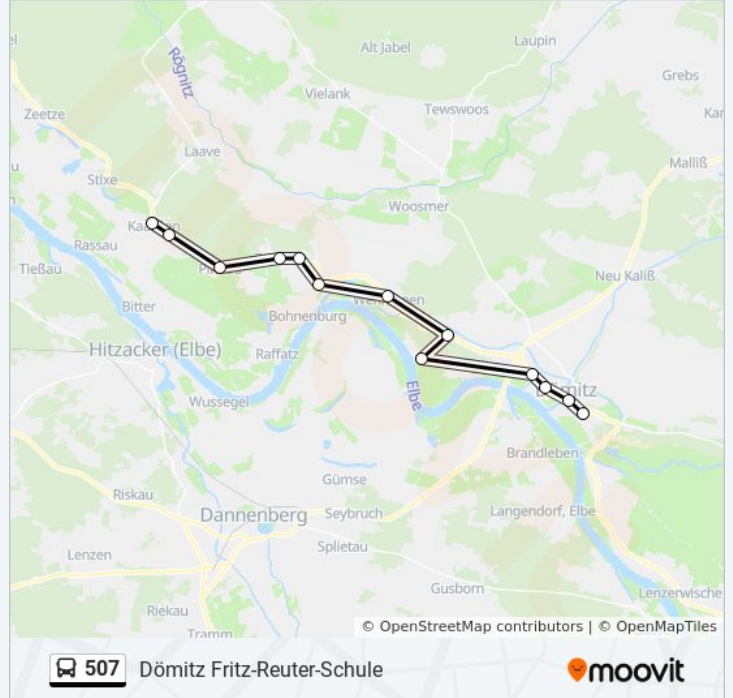 Alt Jabel
Laupin
Rögnitz
Grebs
Vielank
Tewswoos
Zeetze
Laave
Malliß
Stixe
Woosmer
Rassau
Tießau
Neu Kaliß
Bitter
Bohnenburg
Hitzacker (Elbe)
Raffatz
Elbe
Dömitz
Wussegel
Brandleben
Gümse
Riskau
Dannenberg
Seybruch
Langendorf, Elbe
Splietau
Lenzen
Gusborn
Lenzerwische
Riekau
Tramm
© OpenStreetMap contributors | © OpenMapTiles
507 Dömitz Fritz-Reuter-Schule
moovit